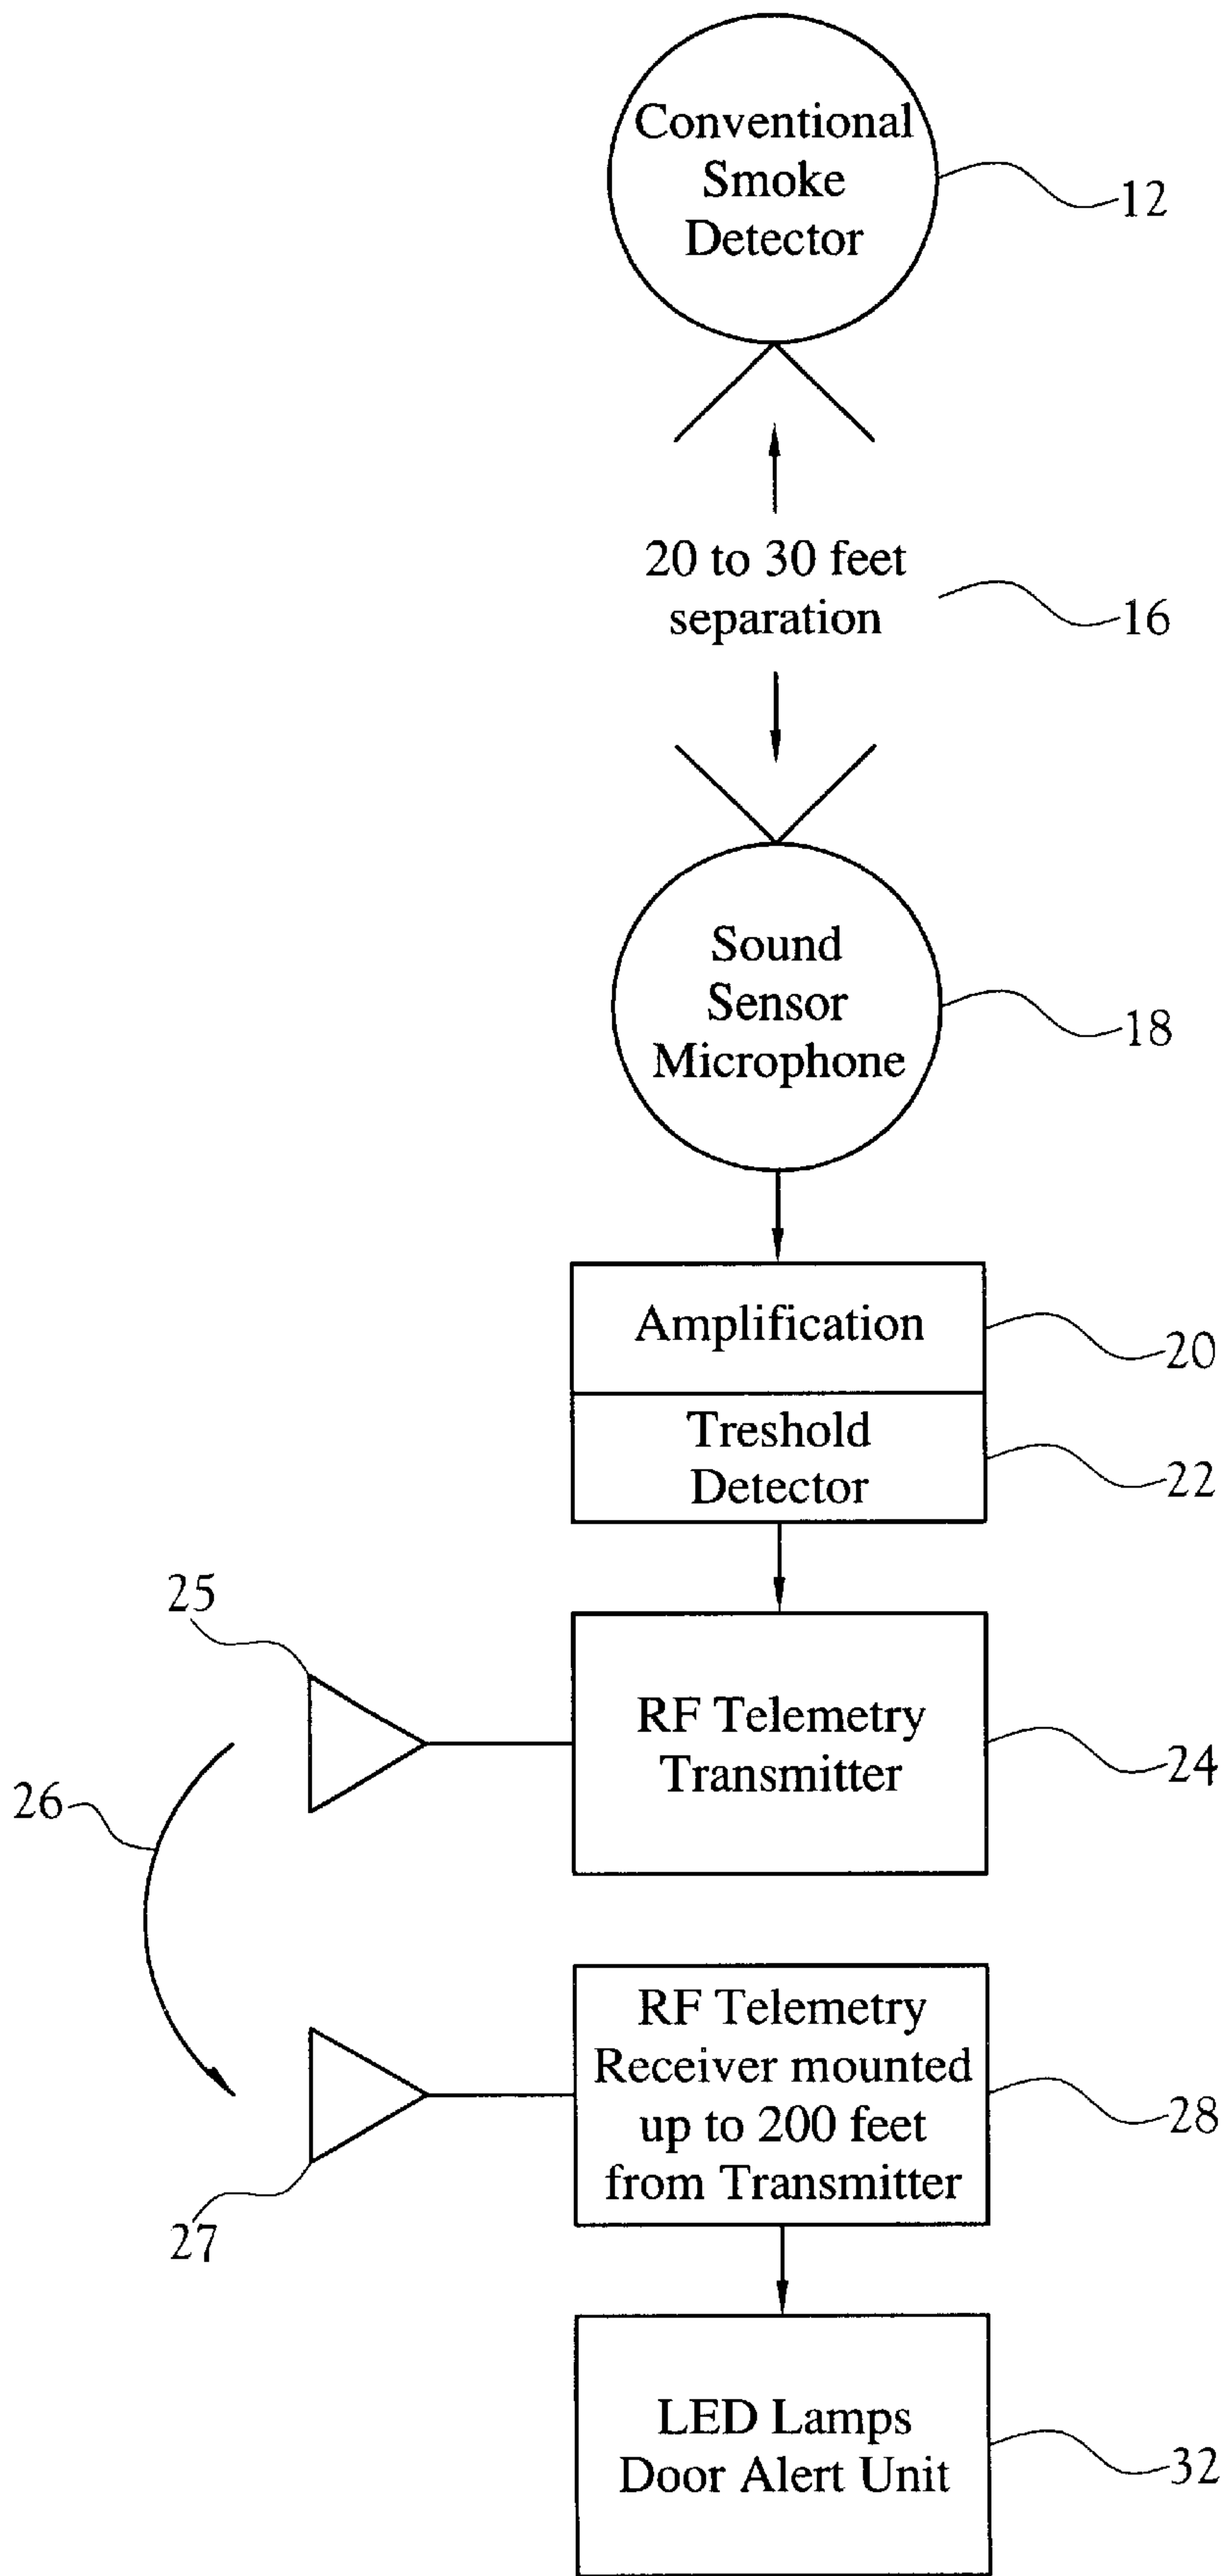 Conventional
Smoke
Detector
12
20 to 30 feet
separation
16
Sound
Sensor
Microphone
18
Amplification
20
Treshold
Detector
22
25
RF Telemetry
Transmitter
24
26
RF Telemetry
Receiver mounted
up to 200 feet
from Transmitter
28
27
LED Lamps
Door Alert Unit
32